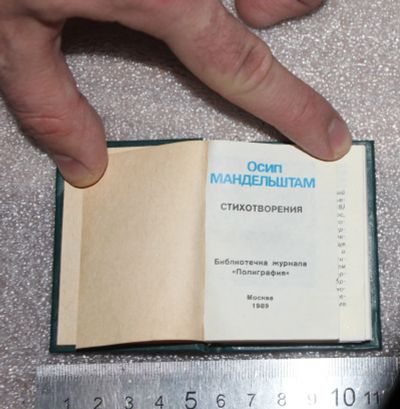 Осип
МАНДЕЛЬШТАМ
СТИХОТВОРЕНИЯ
Библиотечка журнала
«Полиграфия»
Москва
1989
1 2 3 4 5 6 7 8 9 10 11